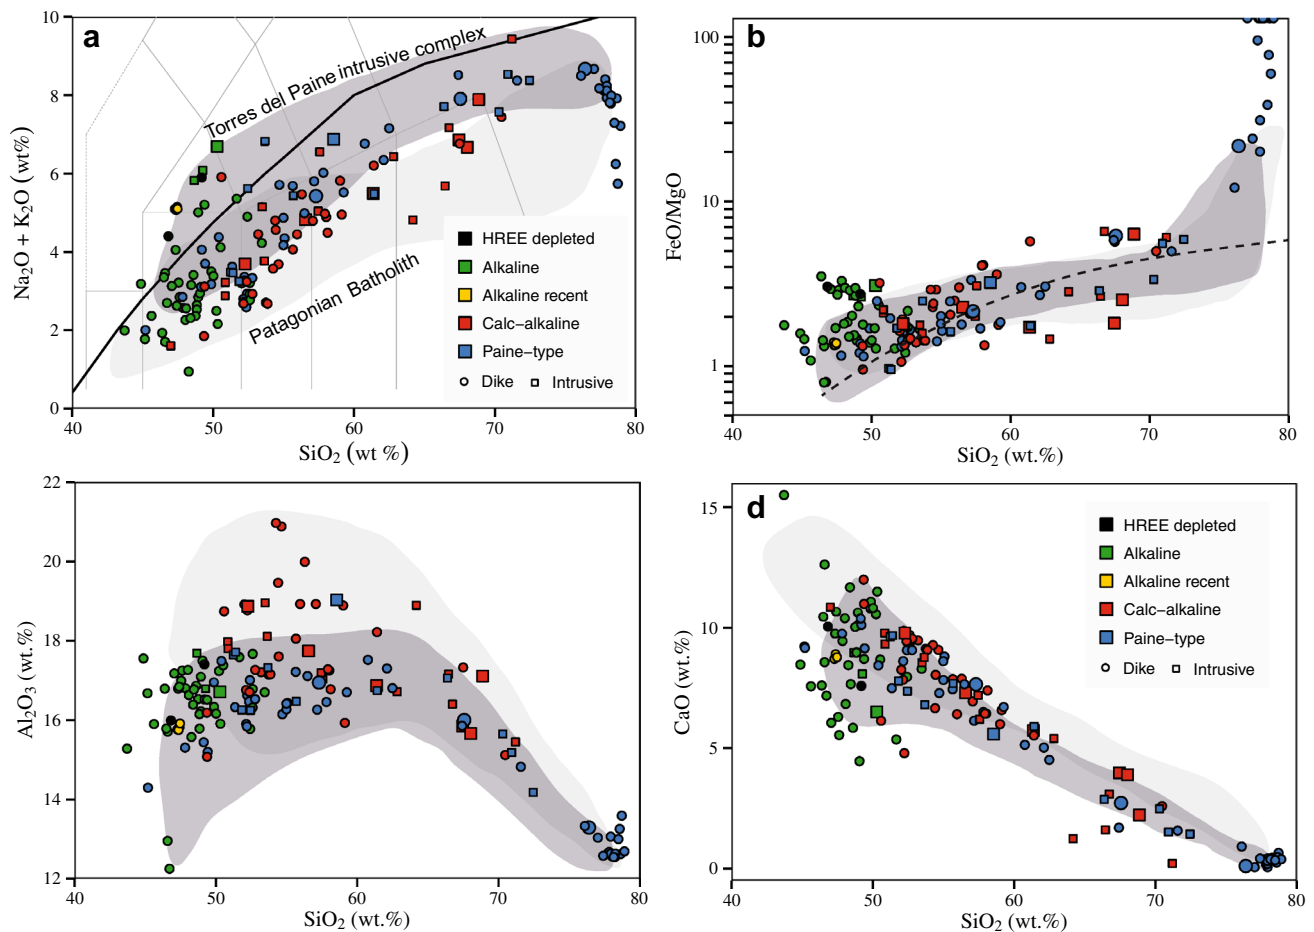 a
10
8
6
4
2
0
Na₂O + K₂O (wt%)
Torres del Paine intrusive complex
Patagonian Batholith
HREE depleted
Alkaline
Alkaline recent
Calc−alkaline
Paine−type
Dike
Intrusive
40
50
60
70
80
SiO₂ (wt %)
b
100
10
1
FeO/MgO
40
50
60
70
80
SiO₂ (wt.%)
22
20
18
16
14
12
Al₂O₃ (wt.%)
40
50
60
70
80
SiO₂ (wt.%)
d
15
10
5
0
CaO (wt.%)
HREE depleted
Alkaline
Alkaline recent
Calc−alkaline
Paine−type
Dike
Intrusive
40
50
60
70
80
SiO₂ (wt.%)